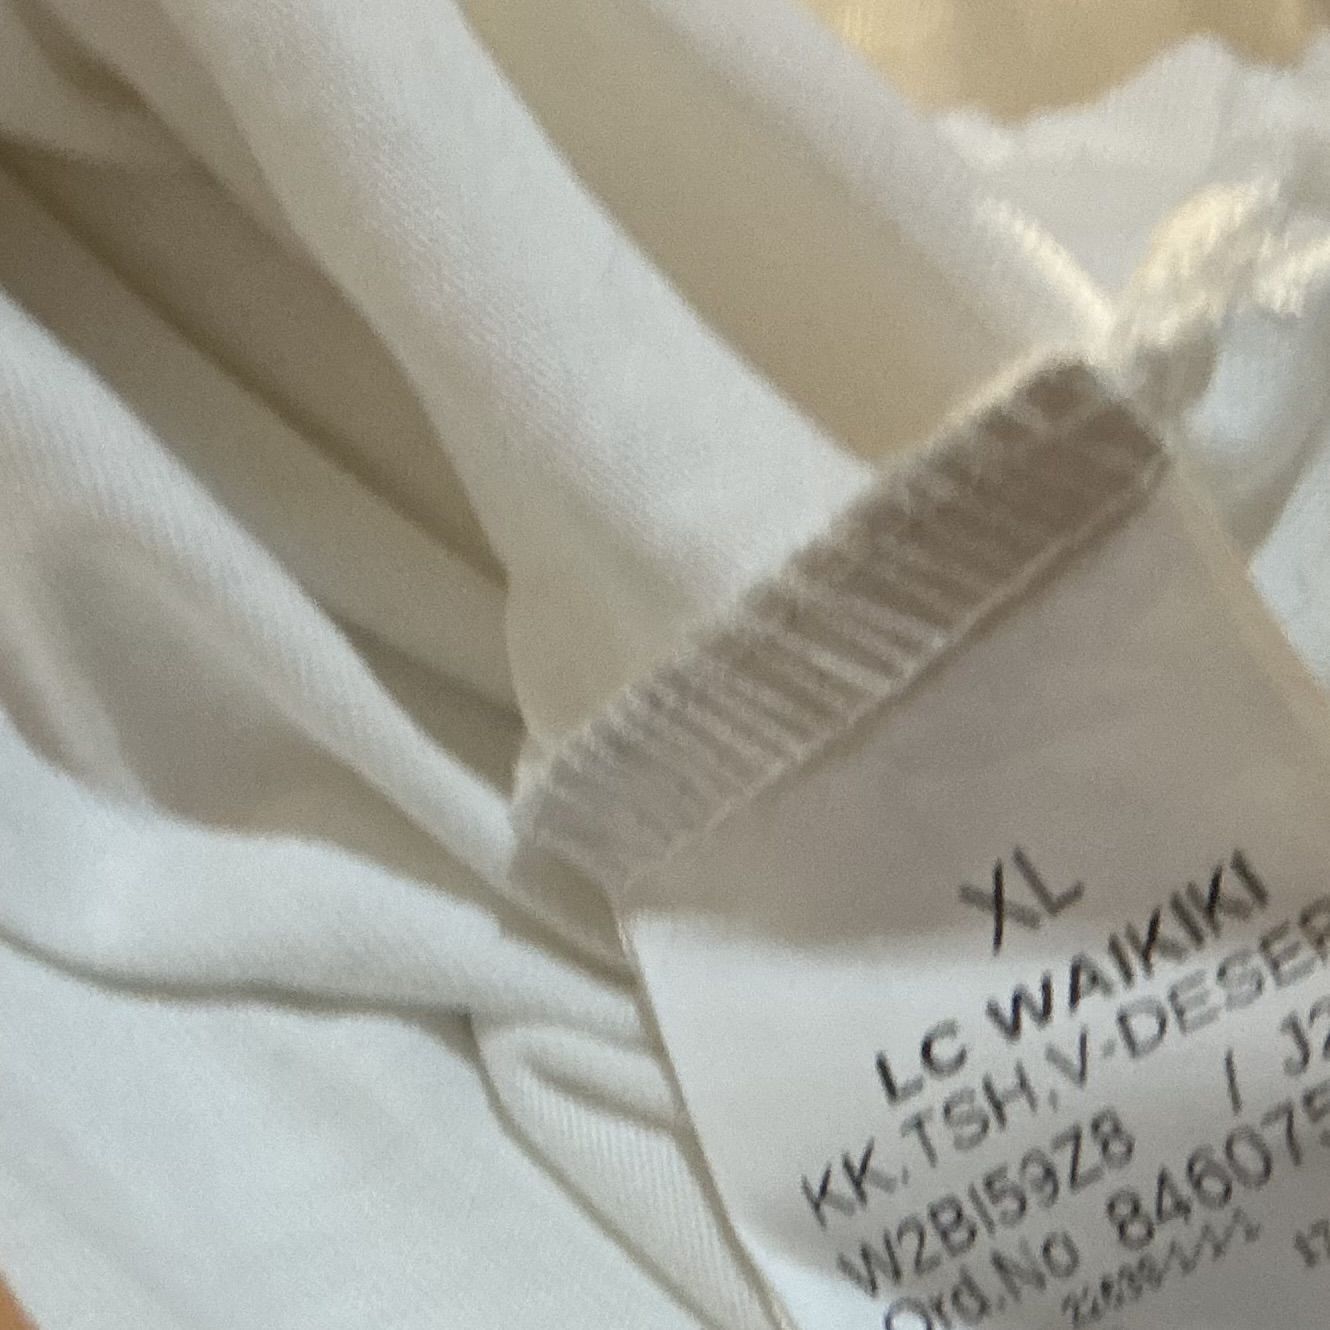 XL
LC WAIKIKI
KK.TSH,V-DESER
W2BI59Z8 / J2
Ord.No 846075